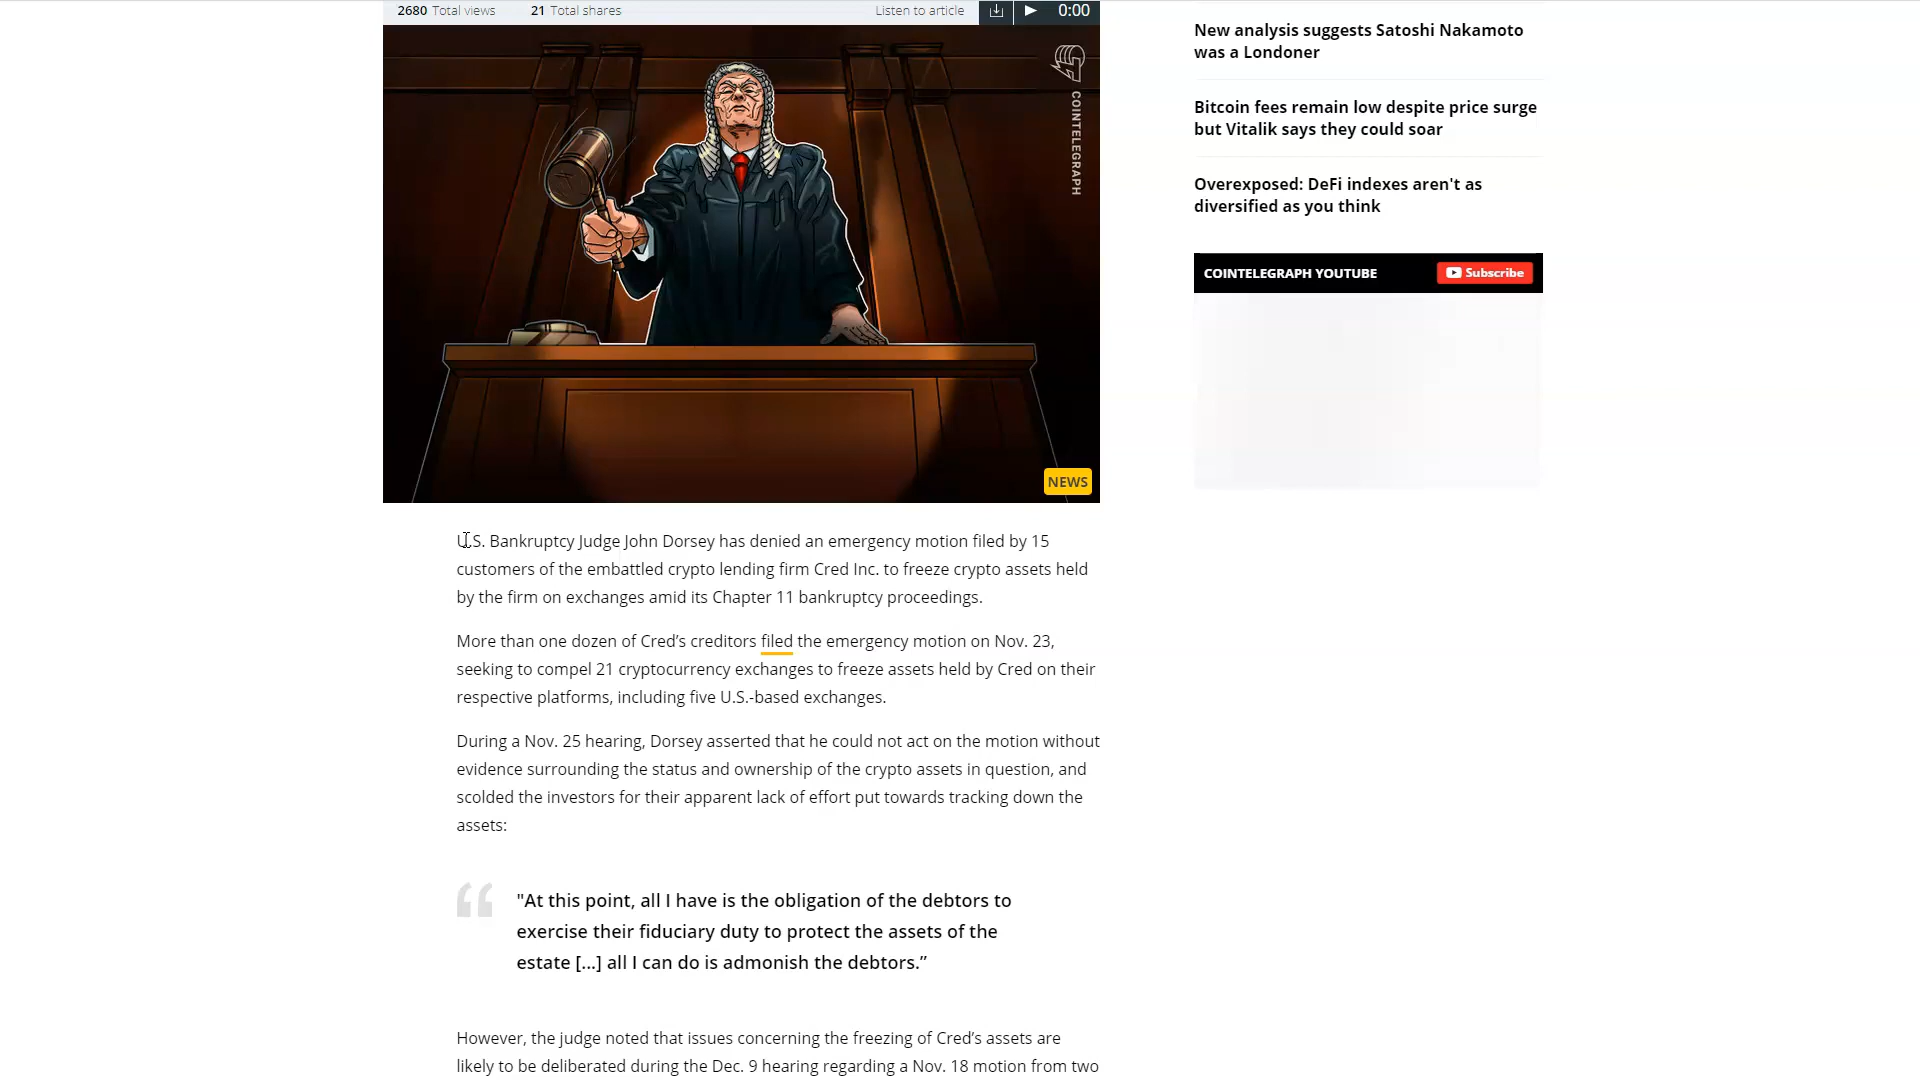 2680 Total views 21 Total shares Listen to article 0:00
COINTELEGRAPH
NEWS
U.S. Bankruptcy Judge John Dorsey has denied an emergency motion filed by 15
customers of the embattled crypto lending firm Cred Inc. to freeze crypto assets held
by the firm on exchanges amid its Chapter 11 bankruptcy proceedings.
More than one dozen of Cred’s creditors filed the emergency motion on Nov. 23,
seeking to compel 21 cryptocurrency exchanges to freeze assets held by Cred on their
respective platforms, including five U.S.-based exchanges.
During a Nov. 25 hearing, Dorsey asserted that he could not act on the motion without
evidence surrounding the status and ownership of the crypto assets in question, and
scolded the investors for their apparent lack of effort put towards tracking down the
assets:
"At this point, all I have is the obligation of the debtors to
exercise their fiduciary duty to protect the assets of the
estate [...] all I can do is admonish the debtors.”
However, the judge noted that issues concerning the freezing of Cred’s assets are
likely to be deliberated during the Dec. 9 hearing regarding a Nov. 18 motion from two
New analysis suggests Satoshi Nakamoto
was a Londoner
Bitcoin fees remain low despite price surge
but Vitalik says they could soar
Overexposed: DeFi indexes aren't as
diversified as you think
COINTELEGRAPH YOUTUBE Subscribe